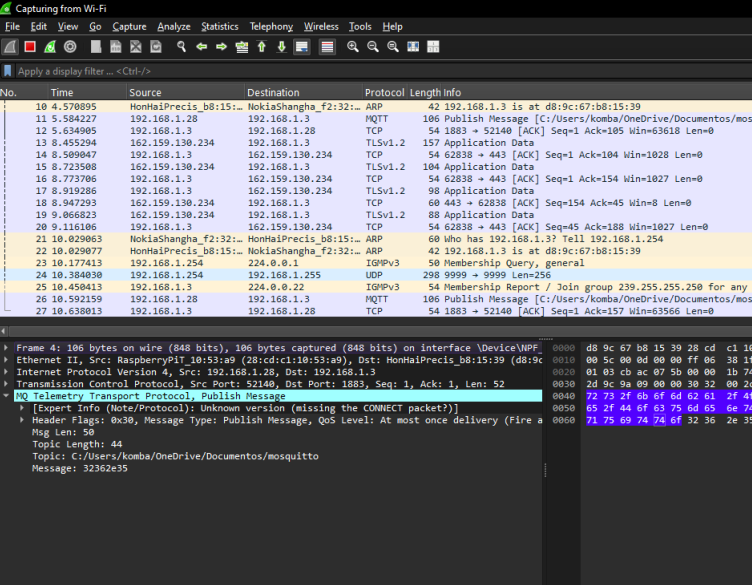 Capturing from Wi-Fi
File Edit View Go Capture Analyze Statistics Telephony Wireless Tools Help
Apply a display filter ... <Ctrl-/>
No. Time Source Destination Protocol Length Info
10 4.570895 HonHaiPrecis_b8:15:… NokiaShangha_f2:32:… ARP 42 192.168.1.3 is at d8:9c:67:b8:15:39
11 5.584227 192.168.1.28 192.168.1.3 MQTT 106 Publish Message [C:/Users/komba/OneDrive/Documentos/mos
12 5.634905 192.168.1.3 192.168.1.28 TCP 54 1883 → 52140 [ACK] Seq=1 Ack=105 Win=63618 Len=0
13 8.455294 162.159.130.234 192.168.1.3 TLSv1.2 157 Application Data
14 8.509047 192.168.1.3 162.159.130.234 TCP 54 62838 → 443 [ACK] Seq=1 Ack=104 Win=1028 Len=0
15 8.723508 162.159.130.234 192.168.1.3 TLSv1.2 104 Application Data
16 8.773706 192.168.1.3 162.159.130.234 TCP 54 62838 → 443 [ACK] Seq=1 Ack=154 Win=1027 Len=0
17 8.919286 192.168.1.3 162.159.130.234 TLSv1.2 98 Application Data
18 8.947293 162.159.130.234 192.168.1.3 TCP 60 443 → 62838 [ACK] Seq=154 Ack=45 Win=8 Len=0
19 9.066823 162.159.130.234 192.168.1.3 TLSv1.2 88 Application Data
20 9.116106 192.168.1.3 162.159.130.234 TCP 54 62838 → 443 [ACK] Seq=45 Ack=188 Win=1027 Len=0
21 10.029063 NokiaShangha_f2:32:… HonHaiPrecis_b8:15:… ARP 60 Who has 192.168.1.3? Tell 192.168.1.254
22 10.029077 HonHaiPrecis_b8:15:… NokiaShangha_f2:32:… ARP 42 192.168.1.3 is at d8:9c:67:b8:15:39
23 10.177413 192.168.1.254 224.0.0.1 IGMPv3 50 Membership Query, general
24 10.384030 192.168.1.254 192.168.1.255 UDP 298 9999 → 9999 Len=256
25 10.450413 192.168.1.3 224.0.0.22 IGMPv3 54 Membership Report / Join group 239.255.255.250 for any
26 10.592159 192.168.1.28 192.168.1.3 MQTT 106 Publish Message [C:/Users/komba/OneDrive/Documentos/mos
27 10.638013 192.168.1.3 192.168.1.28 TCP 54 1883 → 52140 [ACK] Seq=1 Ack=157 Win=63566 Len=0
Frame 4: 106 bytes on wire (848 bits), 106 bytes captured (848 bits) on interface \Device\NPF_
Ethernet II, Src: RaspberryPiT_10:53:a9 (28:cd:c1:10:53:a9), Dst: HonHaiPrecis_b8:15:39 (d8:9c
Internet Protocol Version 4, Src: 192.168.1.28, Dst: 192.168.1.3
Transmission Control Protocol, Src Port: 52140, Dst Port: 1883, Seq: 1, Ack: 1, Len: 52
MQ Telemetry Transport Protocol, Publish Message
[Expert Info (Note/Protocol): Unknown version (missing the CONNECT packet?)]
Header Flags: 0x30, Message Type: Publish Message, QoS Level: At most once delivery (Fire a
Msg Len: 50
Topic Length: 44
Topic: C:/Users/komba/OneDrive/Documentos/mosquitto
Message: 32362e35
0000 d8 9c 67 b8 15 39 28 cd c1 10
0010 00 5c 00 0d 00 00 ff 06 38 1f
0020 01 03 cb ac 07 5b 00 00 1b 74
0030 2d 9c 9a 09 00 00 30 32 00 2c
0040 72 73 2f 6b 6f 6d 62 61 2f 4f
0050 65 2f 44 6f 63 75 6d 65 6e 74
0060 71 75 69 74 74 6f 32 36 2e 35